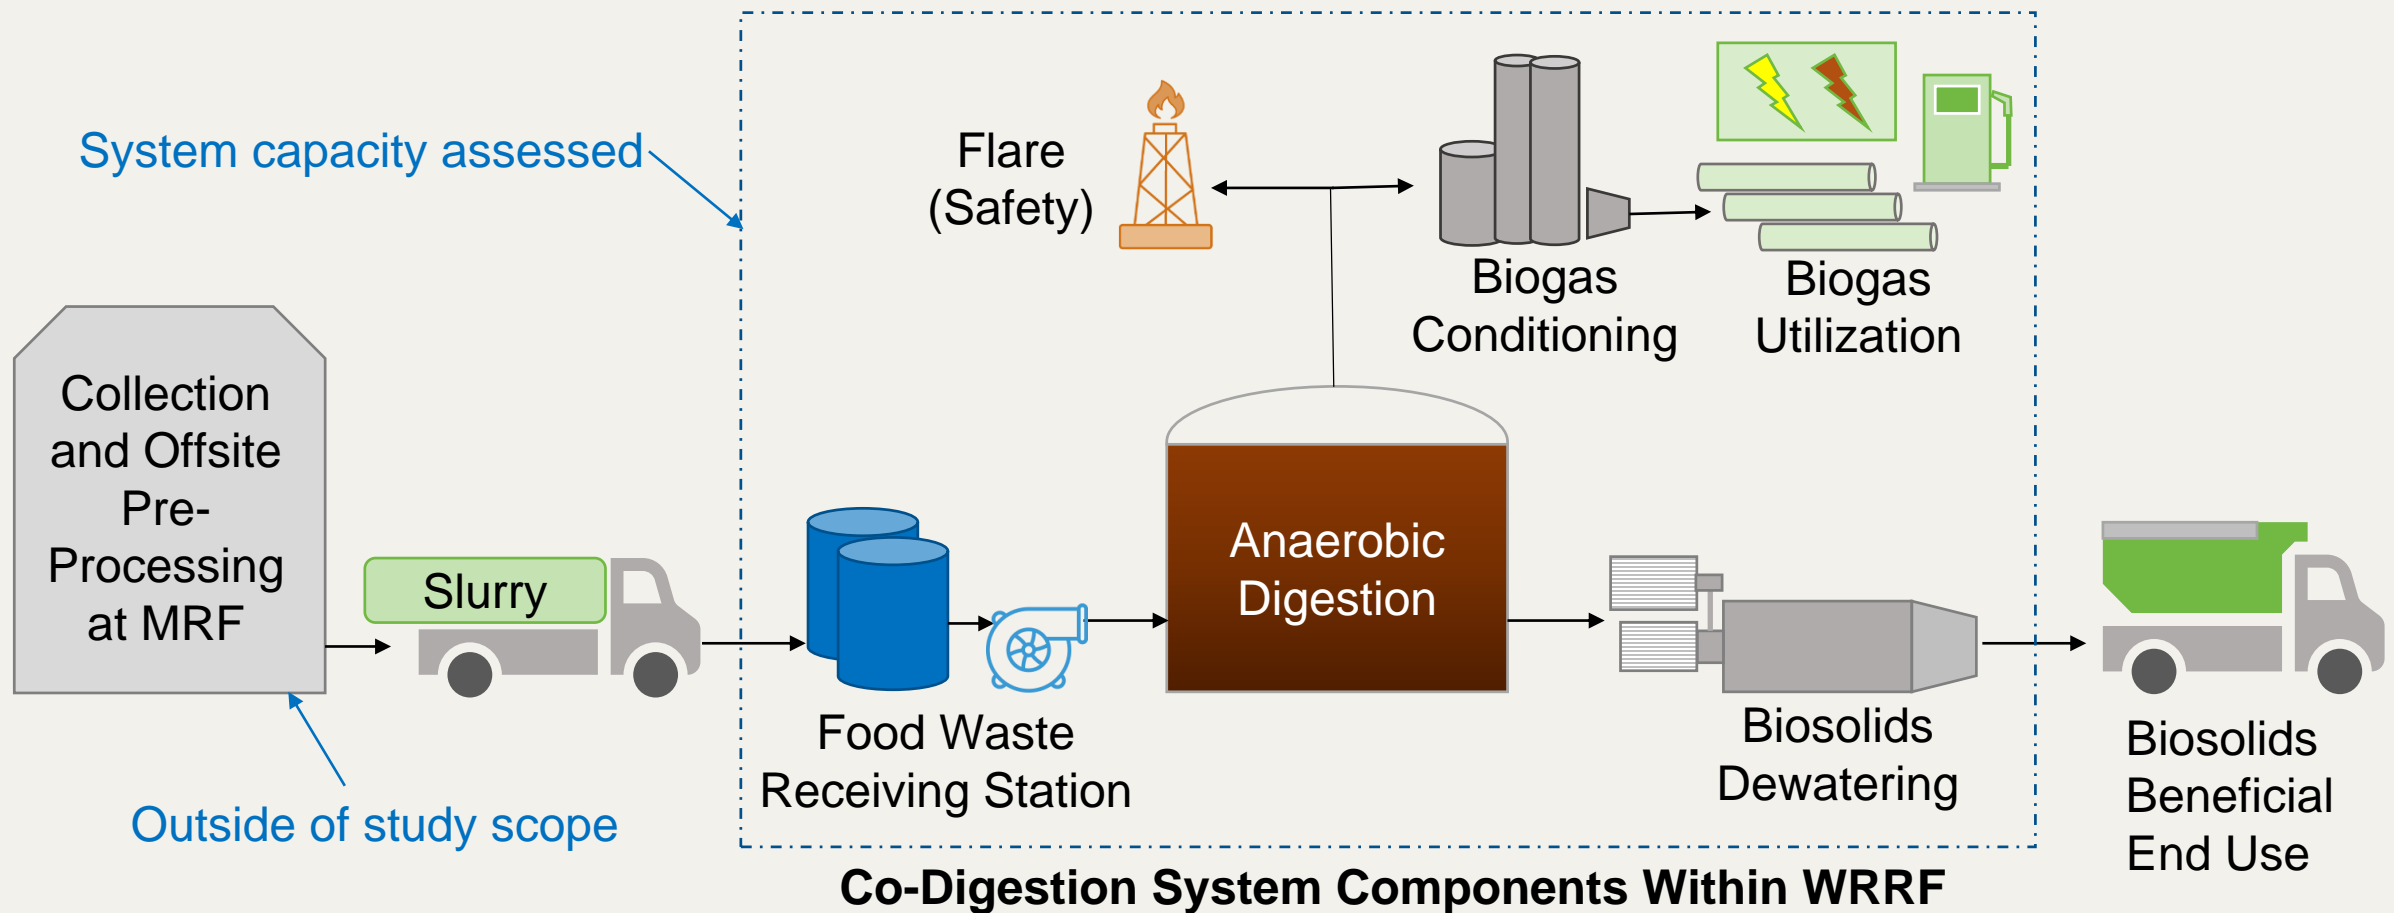 System capacity assessed
Flare
(Safety)
Biogas
Conditioning
Biogas
Utilization
Collection
and Offsite
Pre-
Processing
at MRF
Slurry
Anaerobic
Digestion
Food Waste
Receiving Station
Biosolids
Dewatering
Biosolids
Beneficial
End Use
Outside of study scope
Co-Digestion System Components Within WRRF